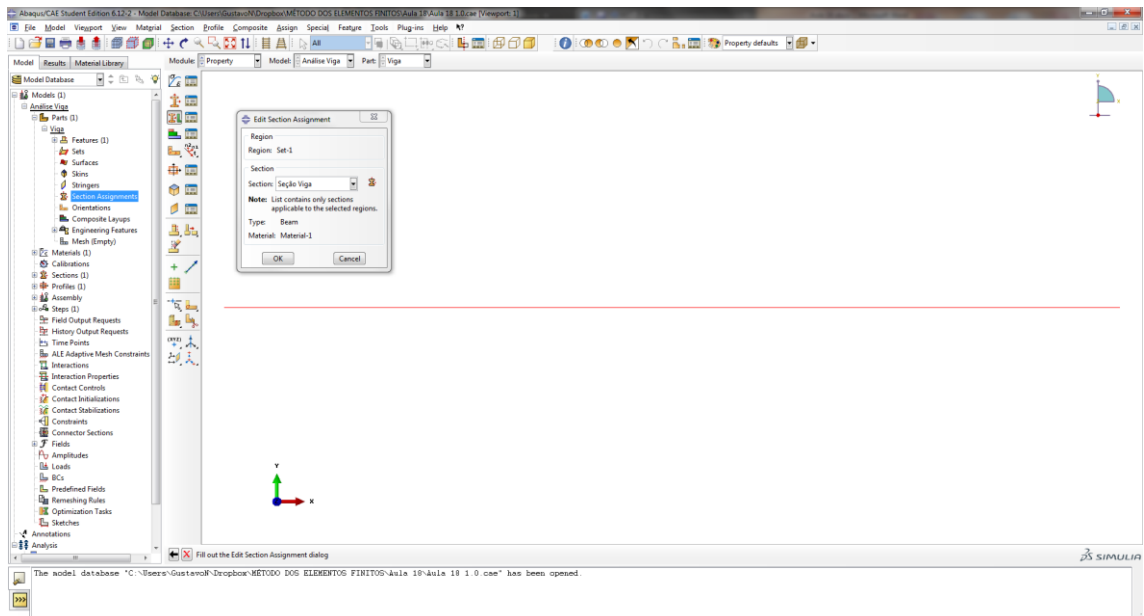 Abaqus/CAE Student Edition 6.12-2 - Model Database: C:\Users\GustavoN\Dropbox\MÉTODO DOS ELEMENTOS FINITOS\Aula 18\Aula 18 1.0.cae [Viewport: 1]
File Model Viewport View Material Section Profile Composite Assign Special Feature Tools Plug-ins Help
All
Property defaults
Model Results Material Library
Module: Property Model: Análise Viga Part: Viga
Model Database
Models (1)
Análise Viga
Parts (1)
Viga
Features (1)
Sets
Surfaces
Skins
Stringers
Section Assignments
Orientations
Composite Layups
Engineering Features
Mesh (Empty)
Materials (1)
Calibrations
Sections (1)
Profiles (1)
Assembly
Steps (1)
Field Output Requests
History Output Requests
Time Points
ALE Adaptive Mesh Constraints
Interactions
Interaction Properties
Contact Controls
Contact Initializations
Contact Stabilizations
Constraints
Connector Sections
Fields
Amplitudes
Loads
BCs
Predefined Fields
Remeshing Rules
Optimization Tasks
Sketches
Annotations
Analysis
Edit Section Assignment
Region
Region: Set-1
Section
Section: Seção Viga
Note: List contains only sections
applicable to the selected regions.
Type: Beam
Material: Material-1
OK Cancel
Y
X
Fill out the Edit Section Assignment dialog
SIMULIA
The model database "C:\Users\GustavoN\Dropbox\MÉTODO DOS ELEMENTOS FINITOS\Aula 18\Aula 18 1.0.cae" has been opened.
>>>